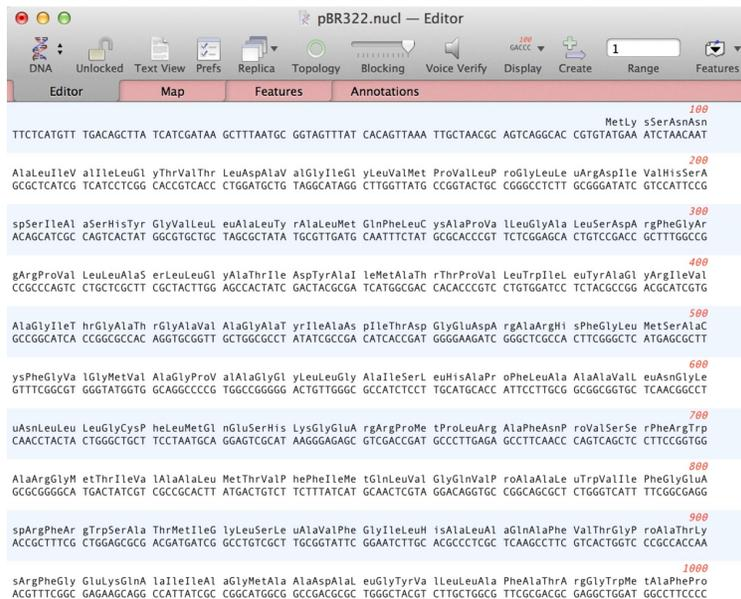 pBR322.nucl — Editor
100
GACCC
1
DNA Unlocked Text View Prefs Replica Topology Blocking Voice Verify Display Create Range Features
Editor Map Features Annotations
100
MetLy sSerAsnAsn
TTCTCATGTT TGACAGCTTA TCATCGATAA GCTTTAATGC GGTAGTTTAT CACAGTTAAA TTGCTAACGC AGTCAGGCAC CGTGTATGAA ATCTAACAAT
200
AlaLeuIleV alIleLeuGl yThrValThr LeuAspAlaV alGlyIleGl yLeuValMet ProValLeuP roGlyLeuLe uArgAspIle ValHisSerA
GCGCTCATCG TCATCCTCGG CACCGTCACC CTGGATGCTG TAGGCATAGG CTTGGTTATG CCGGTACTGC CGGGCCTCTT GCGGGATATC GTCCATTCCG
300
spSerIleAl aSerHisTyr GlyValLeuL euAlaLeuTy rAlaLeuMet GlnPheLeuC ysAlaProVa lLeuGlyAla LeuSerAspA rgPheGlyAr
ACAGCATCGC CAGTCACTAT GGCGTGCTGC TAGCGCTATA TGCGTTGATG CAATTTCTAT GCGCACCCGT TCTCGGAGCA CTGTCCGACC GCTTTGGCCG
400
gArgProVal LeuLeuAlaS erLeuLeuGl yAlaThrIle AspTyrAlaI leMetAlaTh rThrProVal LeuTrpIleL euTyrAlaGl yArgIleVal
CCGCCCAGTC CTGCTCGCTT CGCTACTTGG AGCCACTATC GACTACGCGA TCATGGCGAC CACACCCGTC CTGTGGATCC TCTACGCCGG ACGCATCGTG
500
AlaGlyIleT hrGlyAlaTh rGlyAlaVal AlaGlyAlaT yrIleAlaAs pIleThrAsp GlyGluAspA rgAlaArgHi sPheGlyLeu MetSerAlaC
GCCGGCATCA CCGGCGCCAC AGGTGCGGTT GCTGGCGCCT ATATCGCCGA CATCACCGAT GGGGAAGATC GGGCTCGCCA CTTCGGGCTC ATGAGCGCTT
600
ysPheGlyVa lGlyMetVal AlaGlyProV alAlaGlyGl yLeuLeuGly AlaIleSerL euHisAlaPr oPheLeuAla AlaAlaValL euAsnGlyLe
GTTTCGGCGT GGGTATGGTG GCAGGCCCCG TGGCCGGGGG ACTGTTGGGC GCCATCTCCT TGCATGCACC ATTCCTTGCG GCGGCGGTGC TCAACGGCCT
700
uAsnLeuLeu LeuGlyCysP heLeuMetGl nGluSerHis LysGlyGluA rgArgProMe tProLeuArg AlaPheAsnP roValSerSe rPheArgTrp
CAACCTACTA CTGGGCTGCT TCCTAATGCA GGAGTCGCAT AAGGGAGAGC GTCGACCGAT GCCCTTGAGA GCCTTCAACC CAGTCAGCTC CTTCCGGTGG
800
AlaArgGlyM etThrIleVa lAlaAlaLeu MetThrValP hePheIleMe tGlnLeuVal GlyGlnValP roAlaAlaLe uTrpValIle PheGlyGluA
GCGCGGGGCA TGACTATCGT CGCCGCACTT ATGACTGTCT TCTTTATCAT GCAACTCGTA GGACAGGTGC CGGCAGCGCT CTGGGTCATT TTCGGCGAGG
900
spArgPheAr gTrpSerAla ThrMetIleG lyLeuSerLe uAlaValPhe GlyIleLeuH isAlaLeuAl aGlnAlaPhe ValThrGlyP roAlaThrLy
ACCGCTTTCG CTGGAGCGCG ACGATGATCG GCCTGTCGCT TGCGGTATTC GGAATCTTGC ACGCCCTCGC TCAAGCCTTC GTCACTGGTC CCGCCACCAA
1000
sArgPheGly GluLysGlnA laIleIleAl aGlyMetAla AlaAspAlaL euGlyTyrVa lLeuLeuAla PheAlaThrA rgGlyTrpMe tAlaPhePro
ACGTTTCGGC GAGAAGCAGG CCATTATCGC CGGCATGGCG GCCGACGCGC TGGGCTACGT CTTGCTGGCG TTCGCGACGC GAGGCTGGAT GGCCTTCCCC